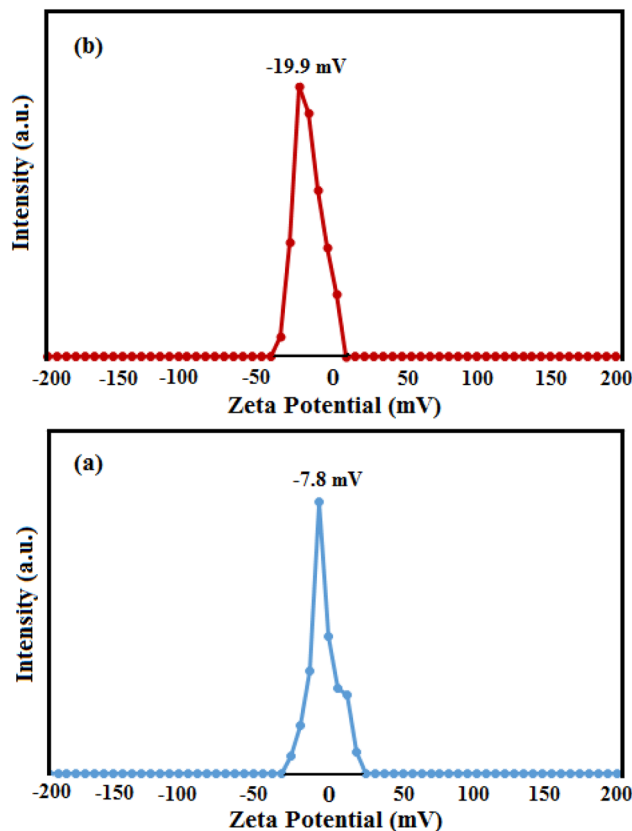 (b)
-19.9 mV
Intensity (a.u.)
-200 -150 -100 -50 0 50 100 150 200
Zeta Potential (mV)
(a)
-7.8 mV
Intensity (a.u.)
-200 -150 -100 -50 0 50 100 150 200
Zeta Potential (mV)